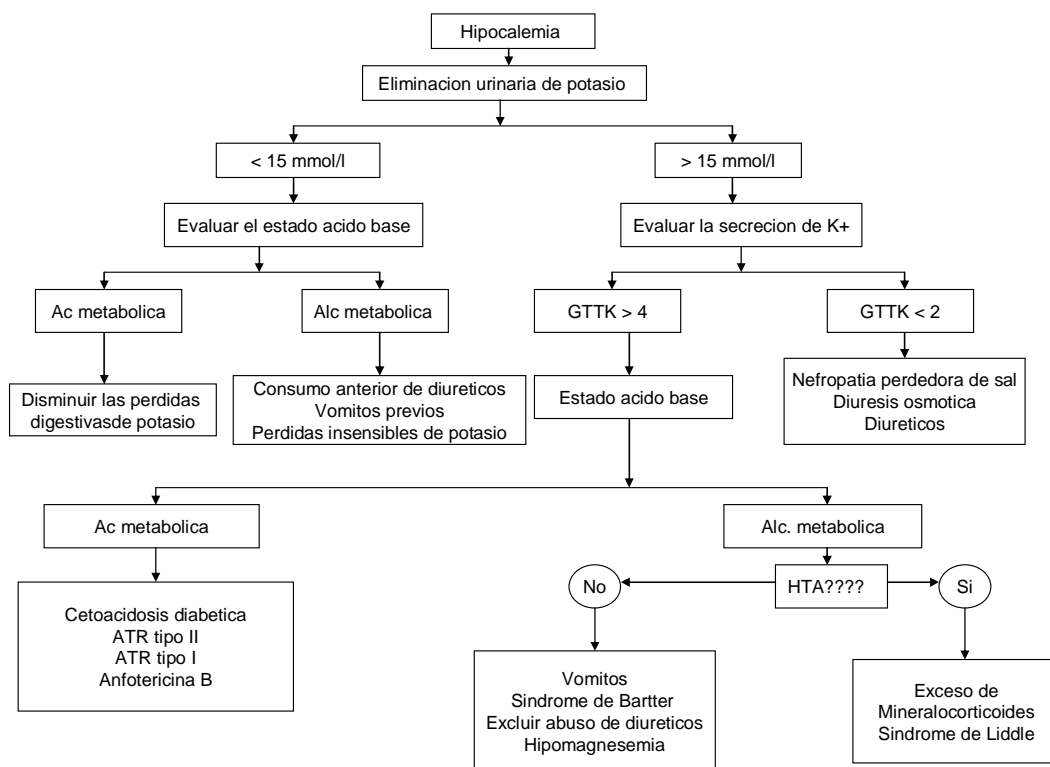 Hipocalemia
Eliminacion urinaria de potasio
< 15 mmol/l
> 15 mmol/l
Evaluar el estado acido base
Evaluar la secrecion de K+
Ac metabolica
Alc metabolica
GTTK > 4
GTTK < 2
Disminuir las perdidas
digestivasde potasio
Consumo anterior de diureticos
Vomitos previos
Perdidas insensibles de potasio
Estado acido base
Nefropatia perdedora de sal
Diuresis osmotica
Diureticos
Ac metabolica
Alc. metabolica
No
HTA????
Si
Cetoacidosis diabetica
ATR tipo II
ATR tipo I
Anfotericina B
Vomitos
Sindrome de Bartter
Excluir abuso de diureticos
Hipomagnesemia
Exceso de
Mineralocorticoides
Sindrome de Liddle